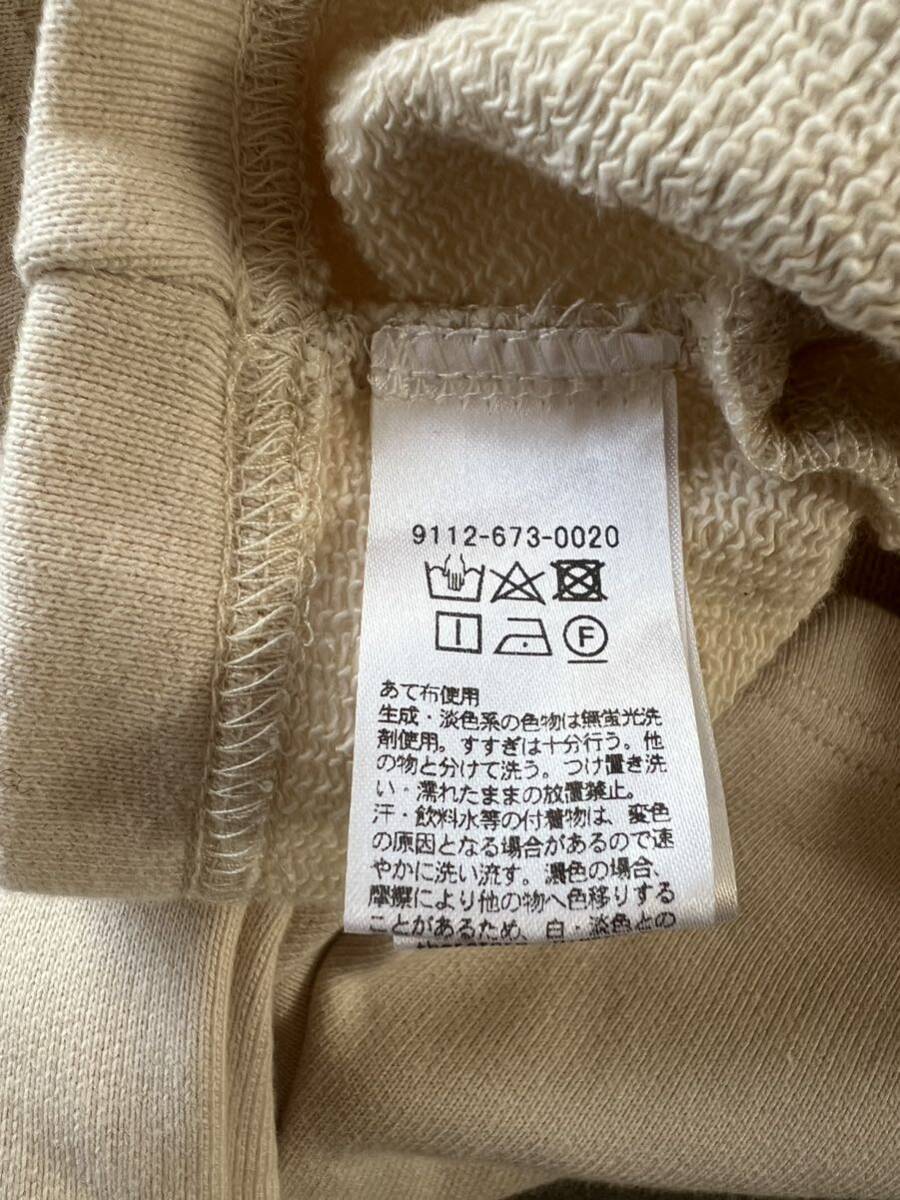 9112-673-0020
F
あて布使用
生成・淡色系の色物は無蛍光洗
剤使用。すすぎは十分行う。他
の物と分けて洗う。つけ置き洗
い・濡れたままの放置禁止。
汗・飲料水等の付着物は、変色
の原因となる場合があるので速
やかに洗い流す。濃色の場合、
摩擦により他の物へ色移りする
ことがあるため、白・淡色との